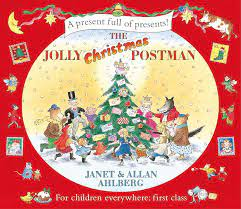 A present full of presents!
THE
JOLLY Christmas POSTMAN
JANET & ALLAN
AHLBERG
For children everywhere: first class